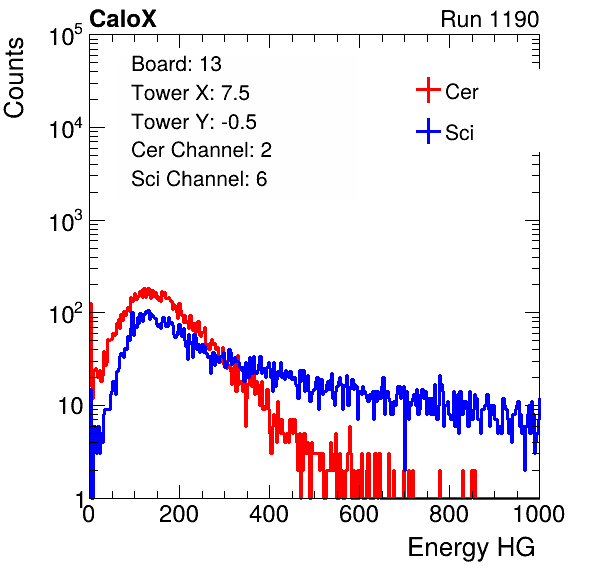 CaloX Run 1190
Board: 13
Tower X: 7.5
Tower Y: -0.5
Cer Channel: 2
Sci Channel: 6
Cer
Sci
Counts
10^5
10^4
10^3
10^2
10
1
0 200 400 600 800 1000
Energy HG